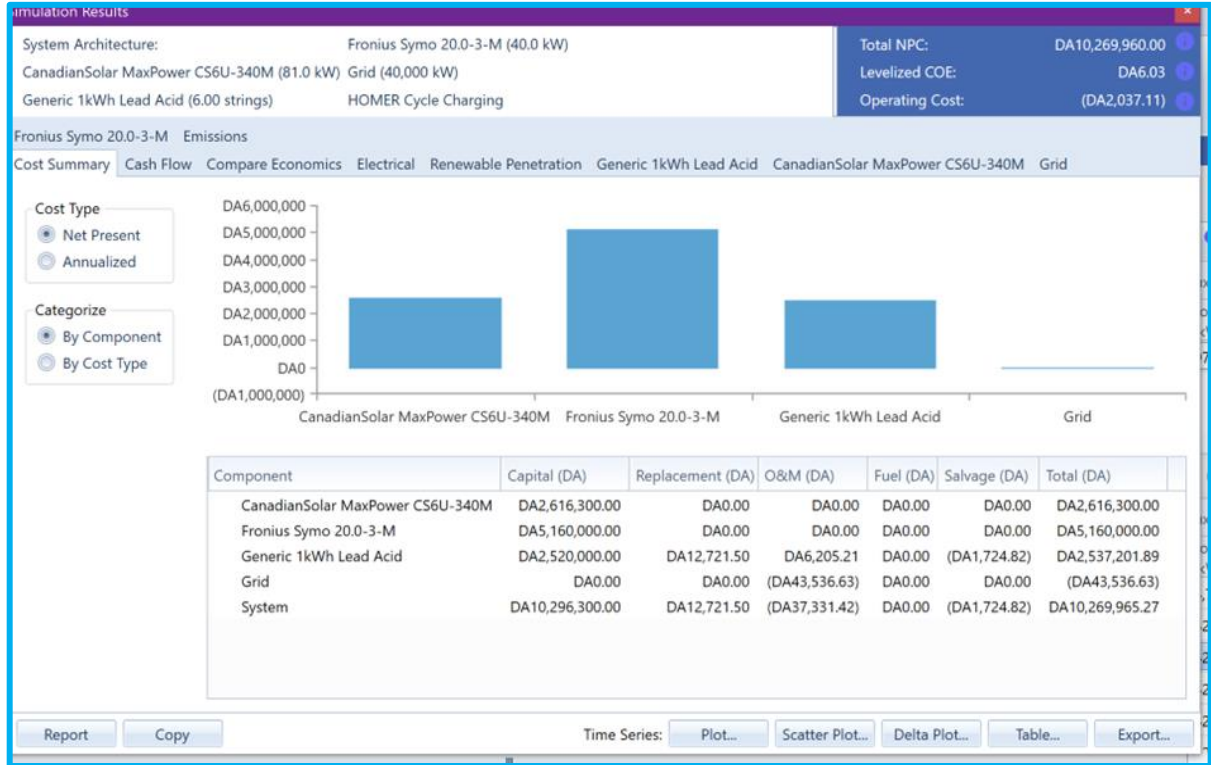 Simulation Results
System Architecture: Fronius Symo 20.0-3-M (40.0 kW)
CanadianSolar MaxPower CS6U-340M (81.0 kW) Grid (40,000 kW)
Generic 1kWh Lead Acid (6.00 strings) HOMER Cycle Charging
Total NPC: DA10,269,960.00
Levelized COE: DA6.03
Operating Cost: (DA2,037.11)
Fronius Symo 20.0-3-M Emissions
Cost Summary Cash Flow Compare Economics Electrical Renewable Penetration Generic 1kWh Lead Acid CanadianSolar MaxPower CS6U-340M Grid
Cost Type
Net Present
Annualized
Categorize
By Component
By Cost Type
DA6,000,000
DA5,000,000
DA4,000,000
DA3,000,000
DA2,000,000
DA1,000,000
DA0
(DA1,000,000)
CanadianSolar MaxPower CS6U-340M Fronius Symo 20.0-3-M Generic 1kWh Lead Acid Grid
Component Capital (DA) Replacement (DA) O&M (DA) Fuel (DA) Salvage (DA) Total (DA)
CanadianSolar MaxPower CS6U-340M DA2,616,300.00 DA0.00 DA0.00 DA0.00 DA0.00 DA2,616,300.00
Fronius Symo 20.0-3-M DA5,160,000.00 DA0.00 DA0.00 DA0.00 DA0.00 DA5,160,000.00
Generic 1kWh Lead Acid DA2,520,000.00 DA12,721.50 DA6,205.21 DA0.00 (DA1,724.82) DA2,537,201.89
Grid DA0.00 DA0.00 (DA43,536.63) DA0.00 DA0.00 (DA43,536.63)
System DA10,296,300.00 DA12,721.50 (DA37,331.42) DA0.00 (DA1,724.82) DA10,269,965.27
Report Copy Time Series: Plot... Scatter Plot... Delta Plot... Table... Export...